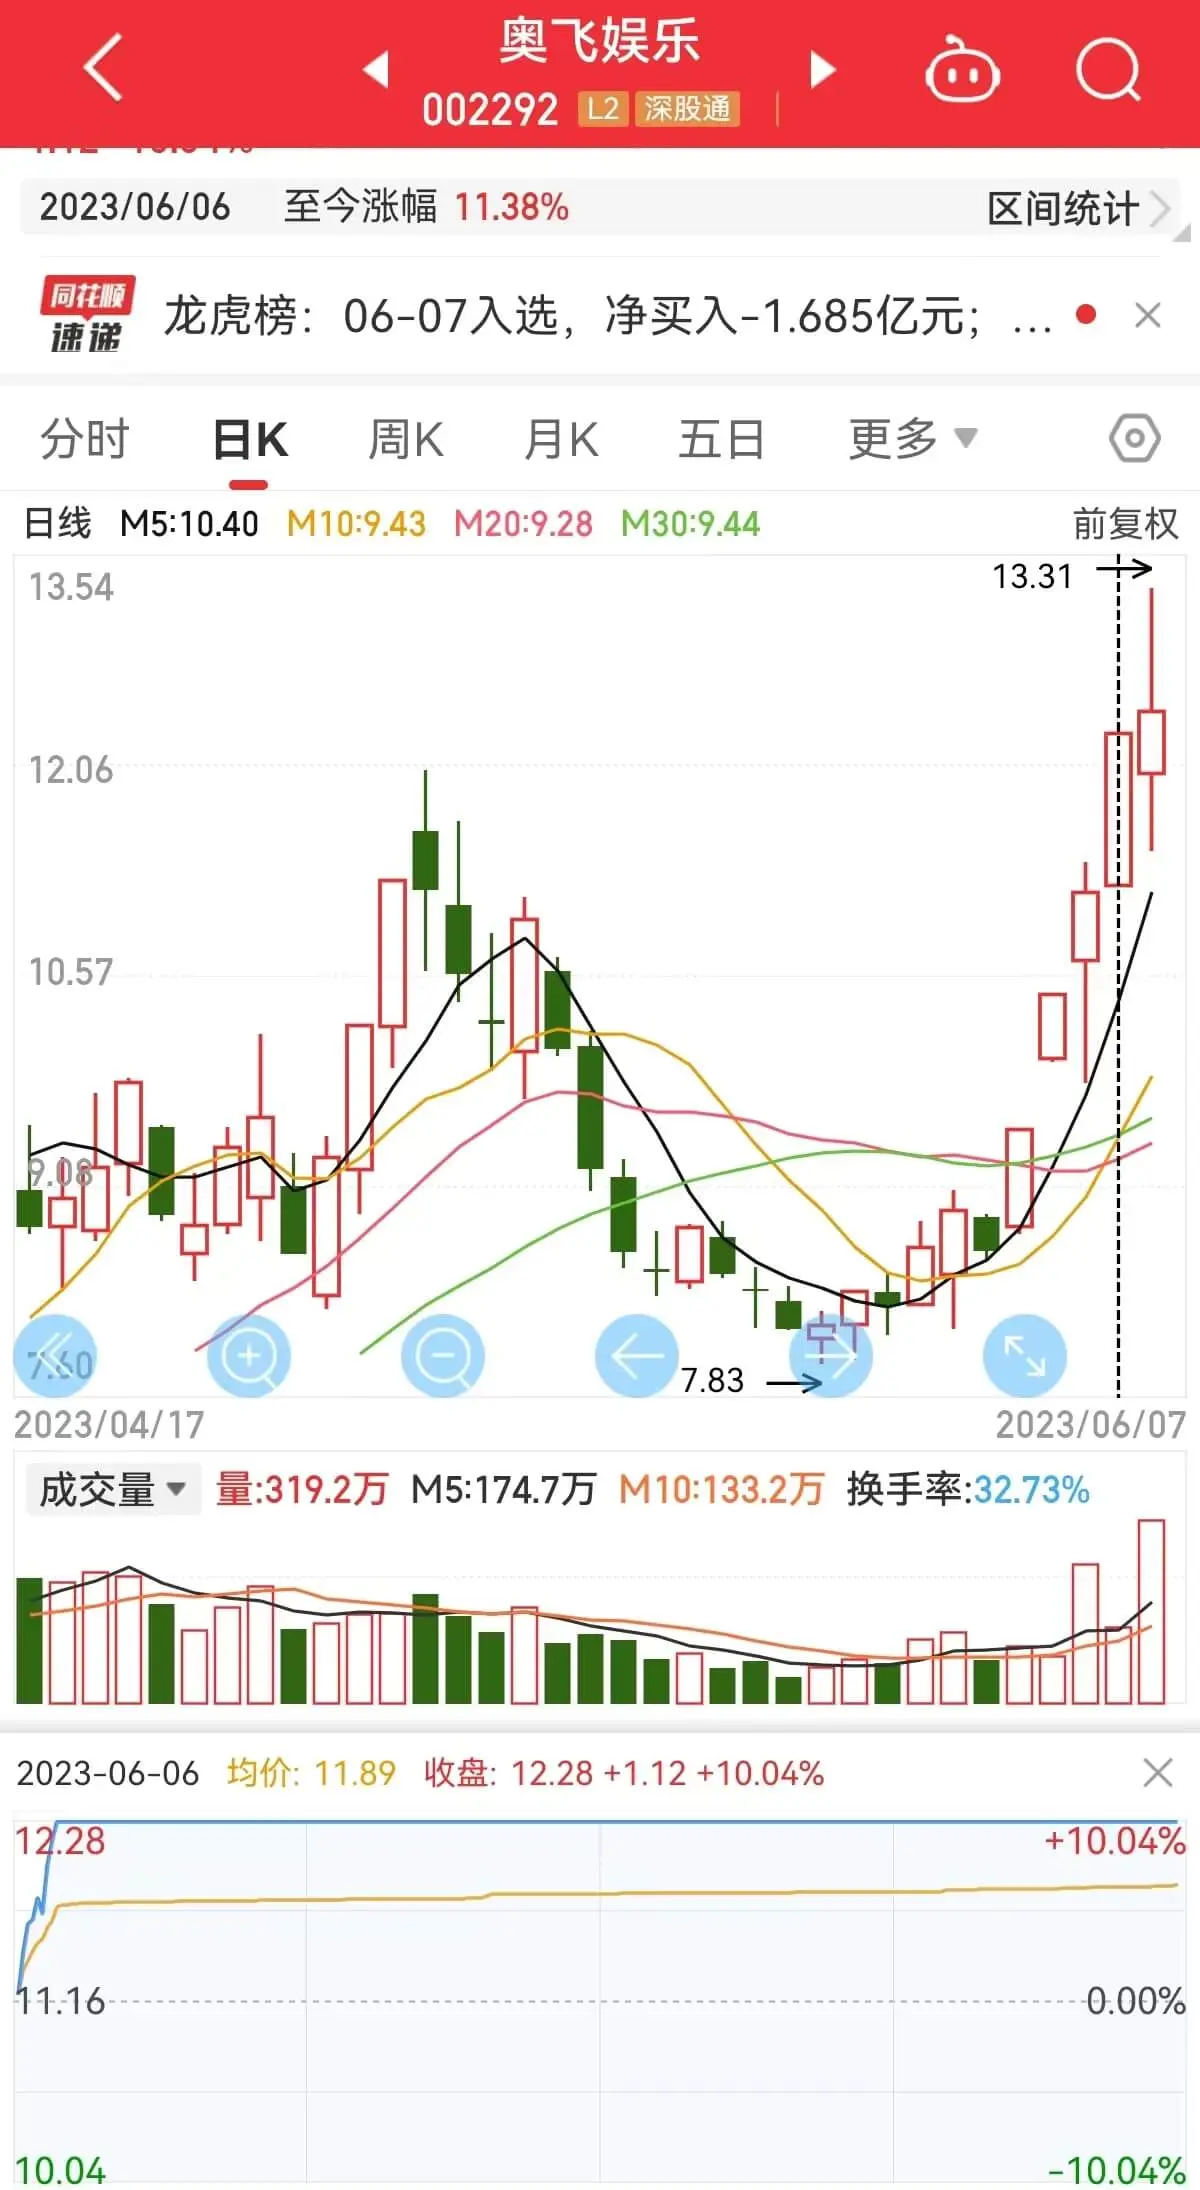 奥飞娱乐
002292 L2 深股通
2023/06/06 至今涨幅 11.38% 区间统计
同花顺
速递
龙虎榜：06-07入选，净买入-1.685亿元；...
分时 日K 周K 月K 五日 更多
日线 M5:10.40 M10:9.43 M20:9.28 M30:9.44 前复权
13.54
13.31
12.06
10.57
9.08
7.60
7.83
2023/04/17 2023/06/07
成交量 量:319.2万 M5:174.7万 M10:133.2万 换手率:32.73%
2023-06-06 均价: 11.89 收盘: 12.28 +1.12 +10.04%
12.28 +10.04%
11.16 0.00%
10.04 -10.04%